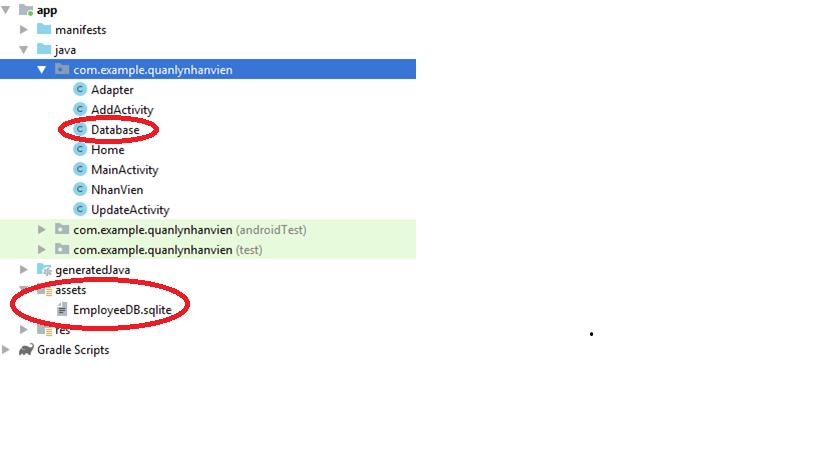 app
manifests
java
com.example.quanlynhanvien
Adapter
AddActivity
Database
Home
MainActivity
NhanVien
UpdateActivity
com.example.quanlynhanvien (androidTest)
com.example.quanlynhanvien (test)
generatedJava
assets
EmployeeDB.sqlite
res
Gradle Scripts